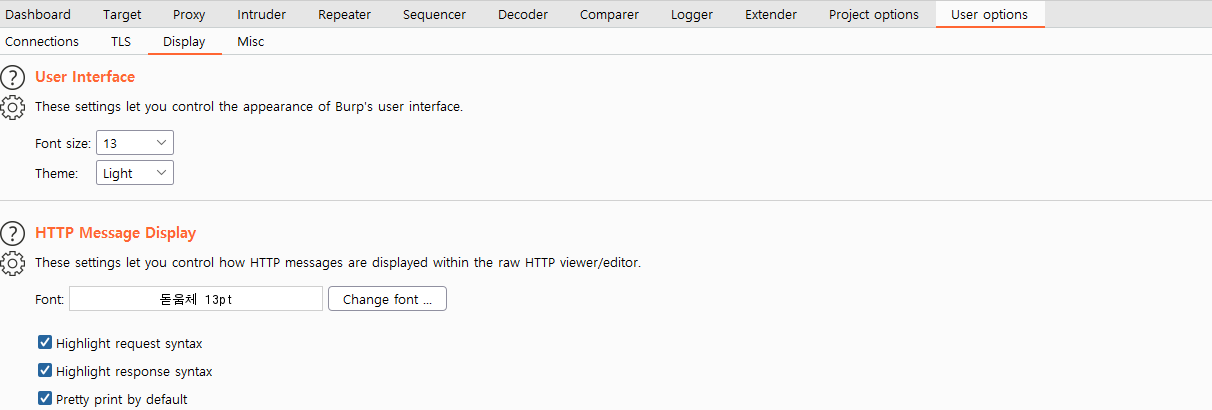 Dashboard Target Proxy Intruder Repeater Sequencer Decoder Comparer Logger Extender Project options User options
Connections TLS Display Misc
? User Interface
These settings let you control the appearance of Burp's user interface.
Font size: 13
Theme: Light
? HTTP Message Display
These settings let you control how HTTP messages are displayed within the raw HTTP viewer/editor.
Font: 돋움체 13pt Change font ...
Highlight request syntax
Highlight response syntax
Pretty print by default